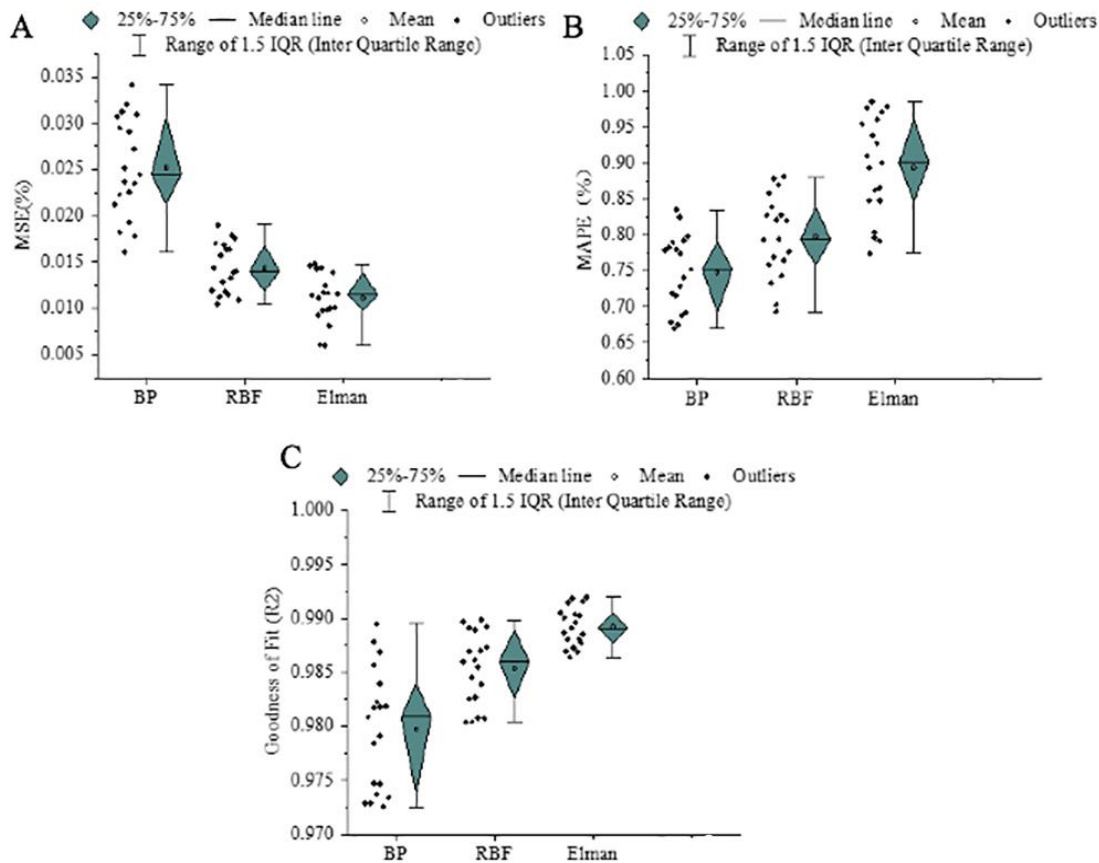 A
25%-75% Median line Mean Outliers
Range of 1.5 IQR (Inter Quartile Range)
0.035
0.030
0.025
0.020
0.015
0.010
0.005
MSE(%)
BP RBF Elman
B
25%-75% Median line Mean Outliers
Range of 1.5 IQR (Inter Quartile Range)
1.05
1.00
0.95
0.90
0.85
0.80
0.75
0.70
0.65
0.60
MAPE (%)
BP RBF Elman
C
25%-75% Median line Mean Outliers
Range of 1.5 IQR (Inter Quartile Range)
1.000
0.995
0.990
0.985
0.980
0.975
0.970
Goodness of Fit (R2)
BP RBF Elman